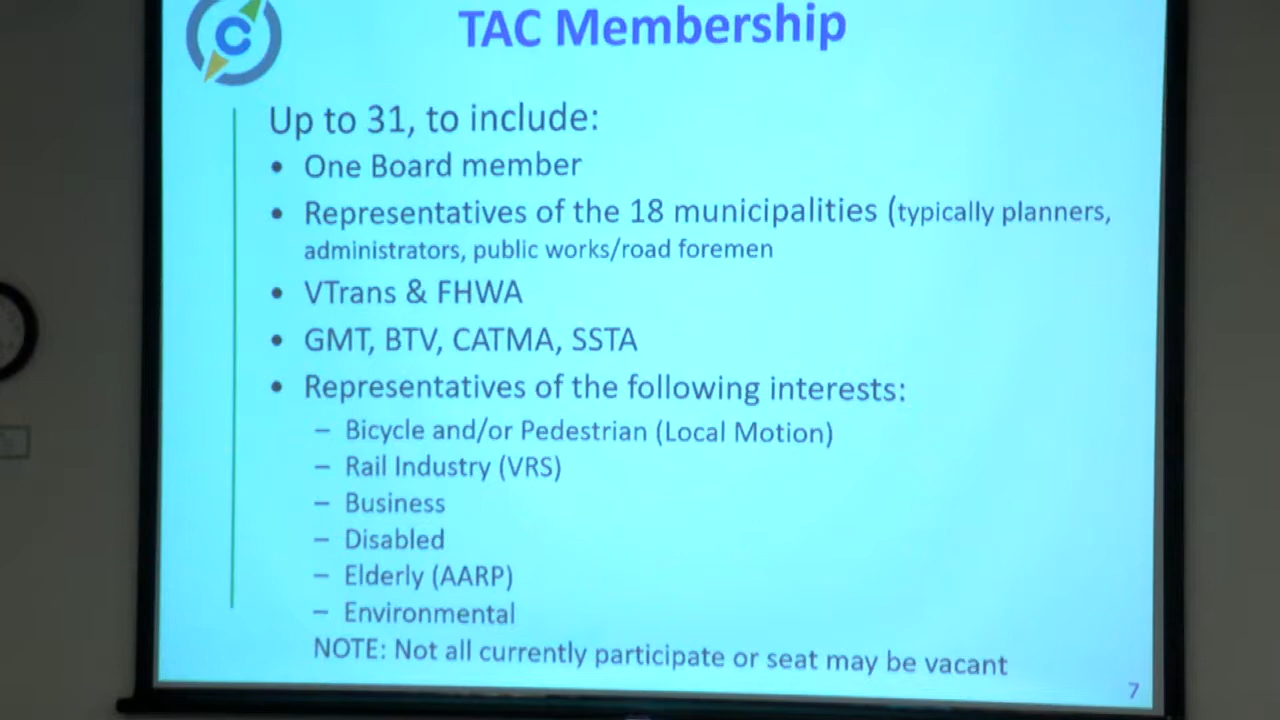 C
TAC Membership
Up to 31, to include:
• One Board member
• Representatives of the 18 municipalities (typically planners,
administrators, public works/road foremen
• VTrans & FHWA
• GMT, BTV, CATMA, SSTA
• Representatives of the following interests:
– Bicycle and/or Pedestrian (Local Motion)
– Rail Industry (VRS)
– Business
– Disabled
– Elderly (AARP)
– Environmental
NOTE: Not all currently participate or seat may be vacant
7